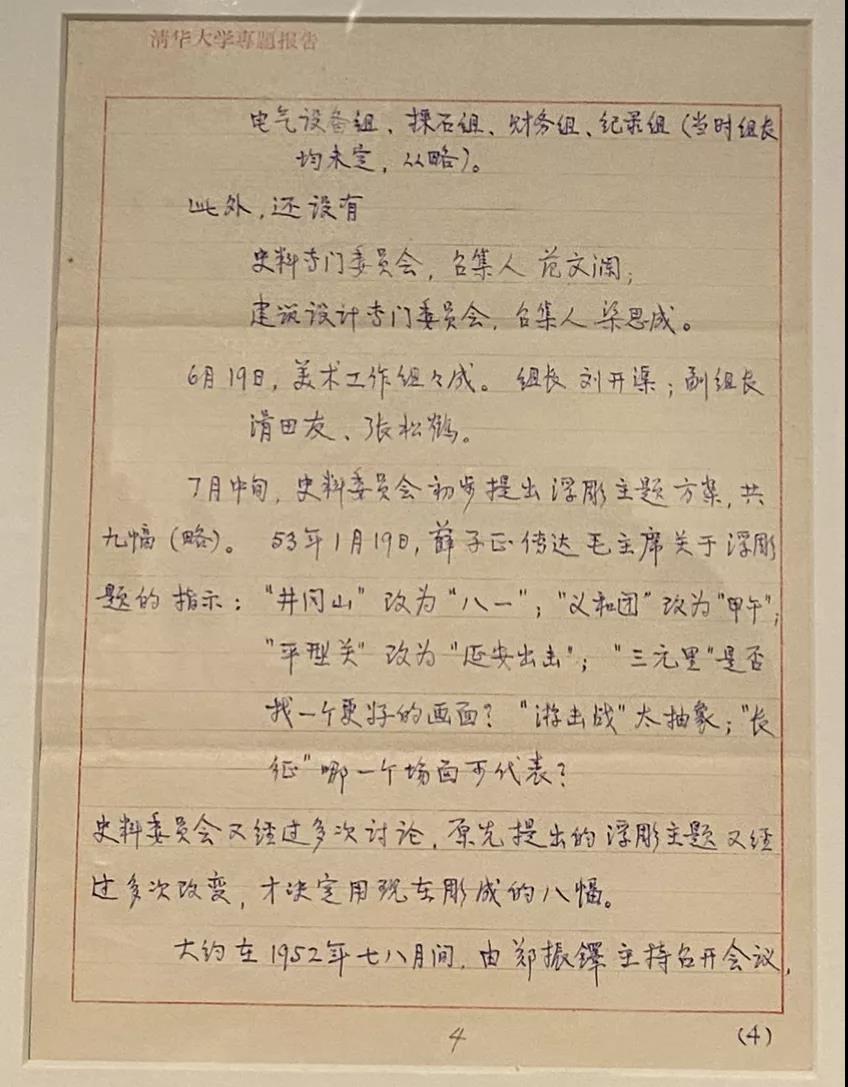 清华大学专题报告
电气设备组、採石组、财务组、纪录组(当时组长
均未定，从略)。
此外，还设有
史料专门委员会，召集人 范文澜；
建筑设计专门委员会，召集人 梁思成。
6月19日，美术工作组々成。 组长 刘开渠；副组长
滑田友、张松鹤。
7月中旬，史料委员会初步提出浮彫主题方案，共
九幅(略)。 53年1月19日，薛子正传达毛主席关于浮彫
题的指示："井冈山"改为"八一"；"义和团"改为"甲午"；
"平型关"改为"延安出击"； "三元里"是否
找一个更好的画面？"游击战"太抽象；"长
征"哪一个场面可代表？
史料委员会又经过多次讨论，原先提出的浮彫主题又经
过多次改变，才决定用现在彫成的八幅。
大约在1952年七八月间，由郑振铎主持召开会议，
4
(4)